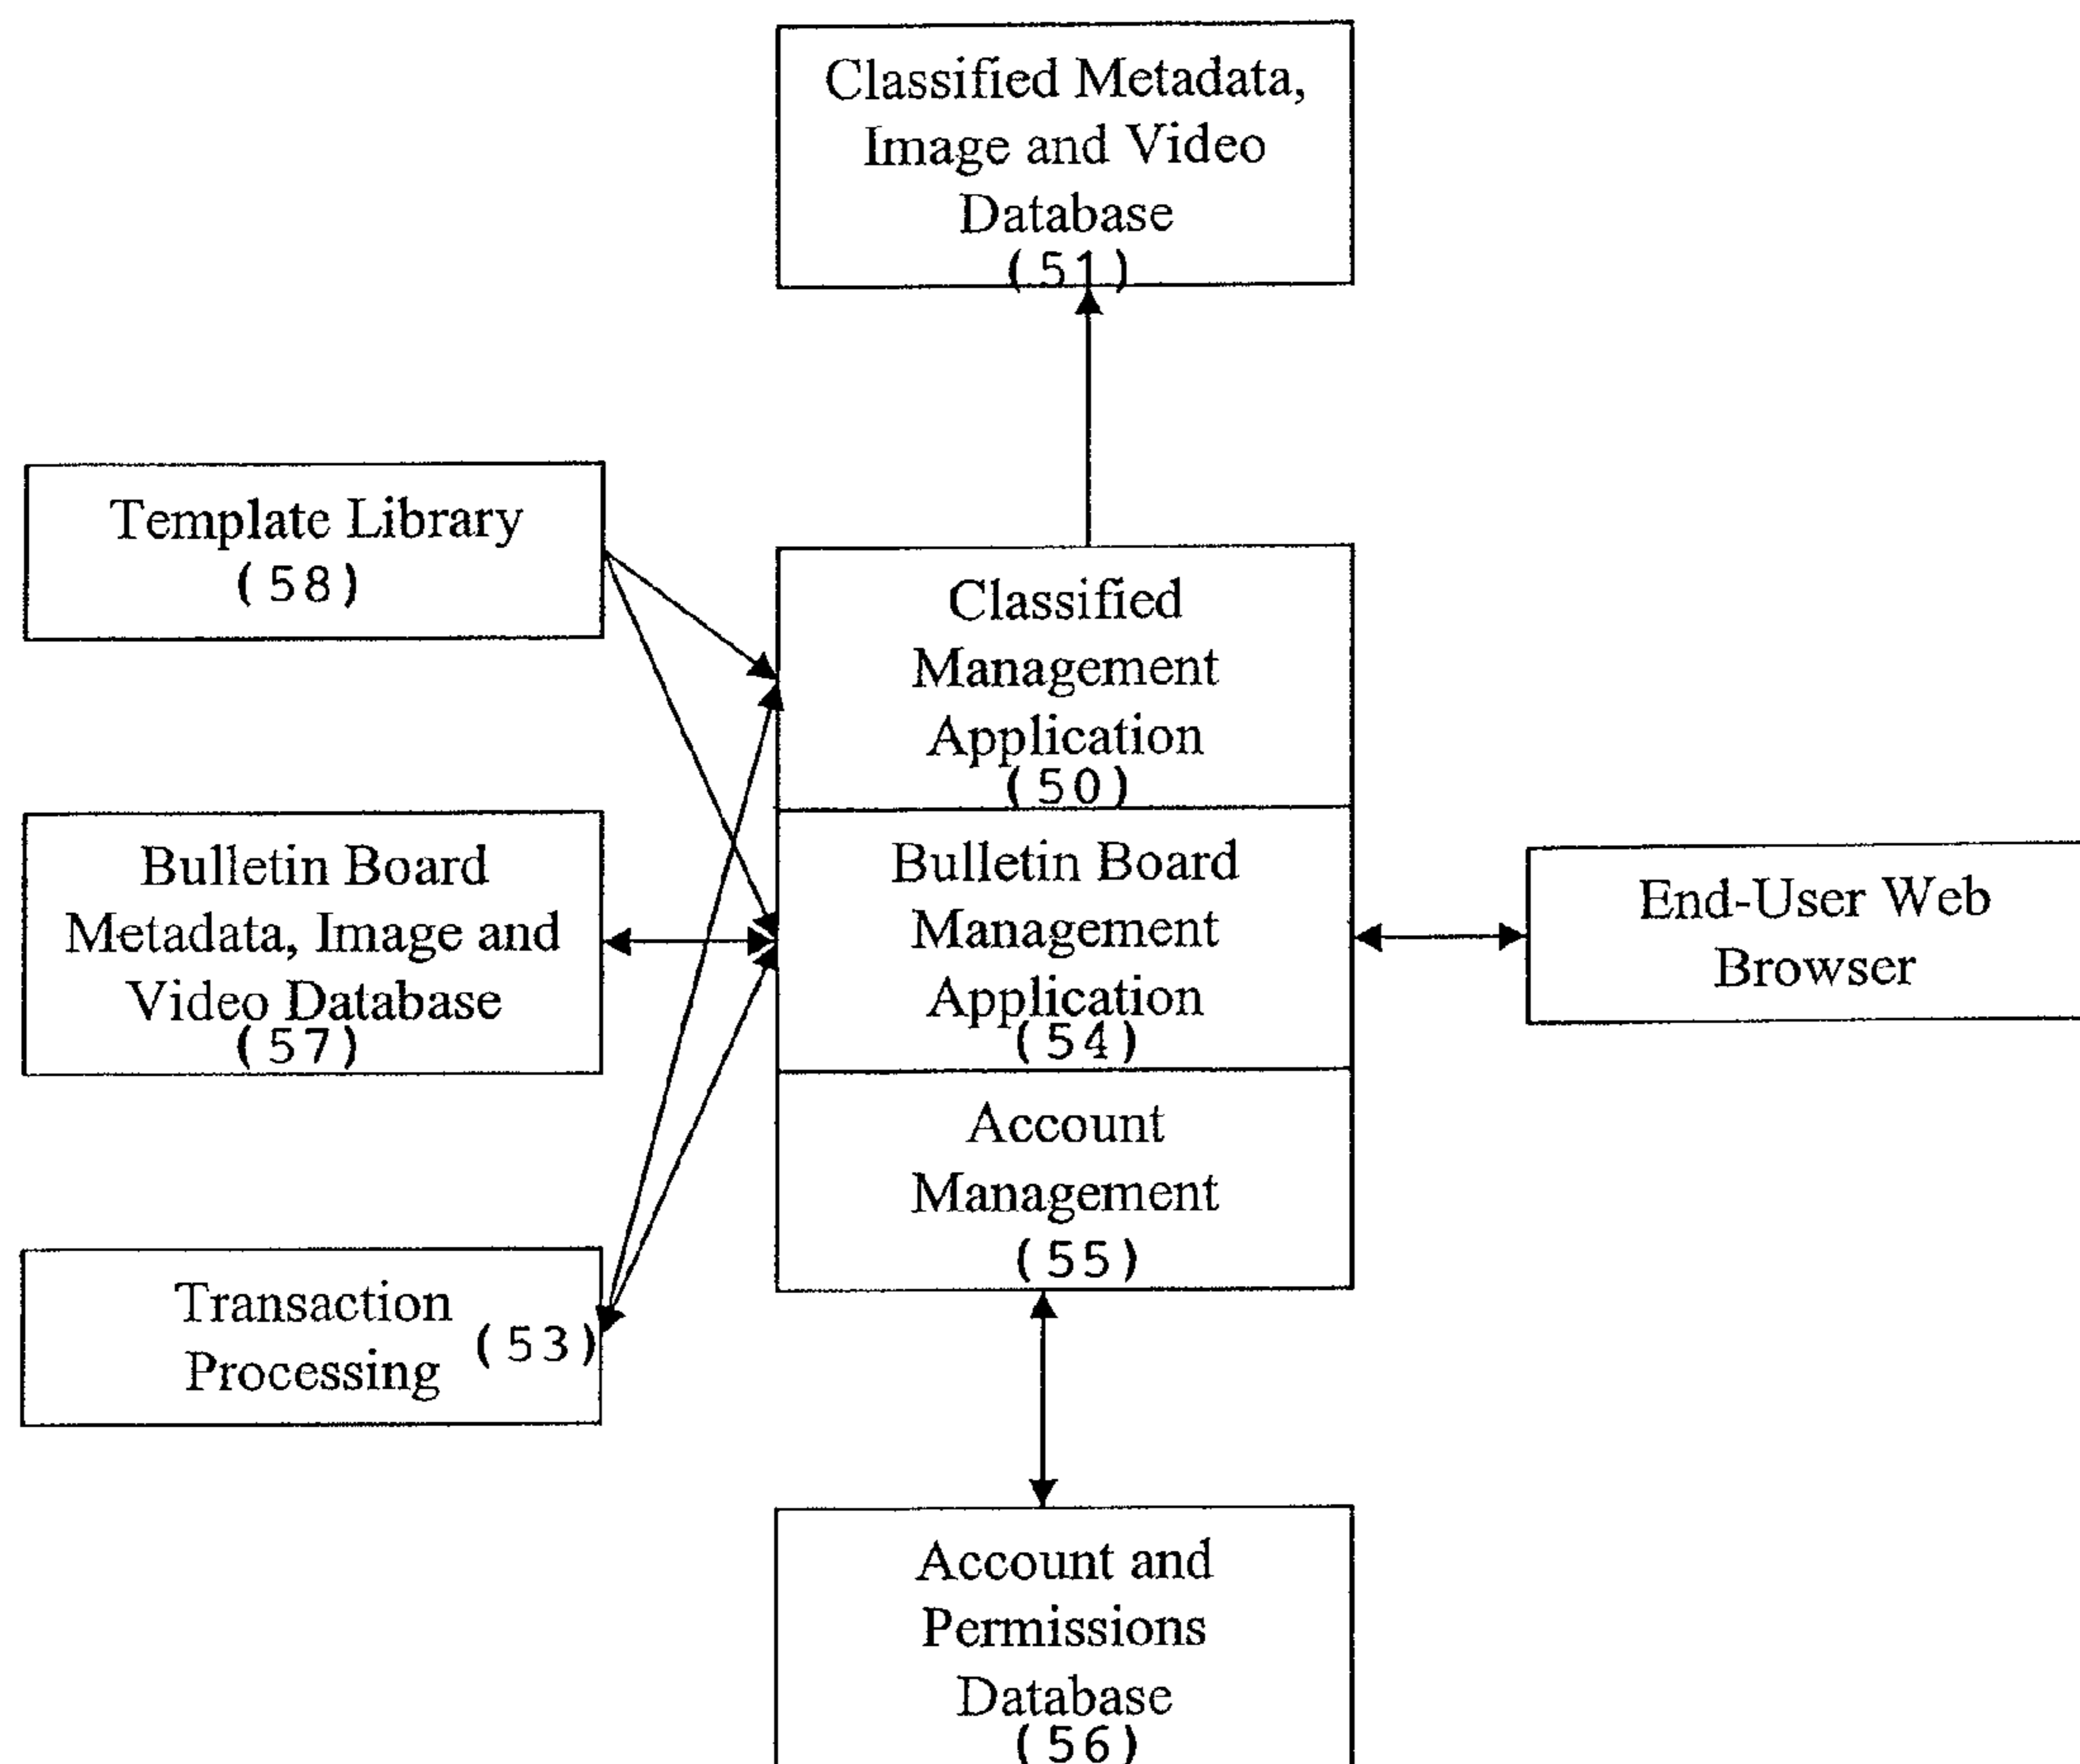 Classified Metadata,
Image and Video
Database
(51)
Template Library
(58)
Classified
Management
Application
(50)
Bulletin Board
Metadata, Image and
Video Database
(57)
Bulletin Board
Management
Application
(54)
End-User Web
Browser
Account
Management
(55)
Transaction
Processing (53)
Account and
Permissions
Database
(56)